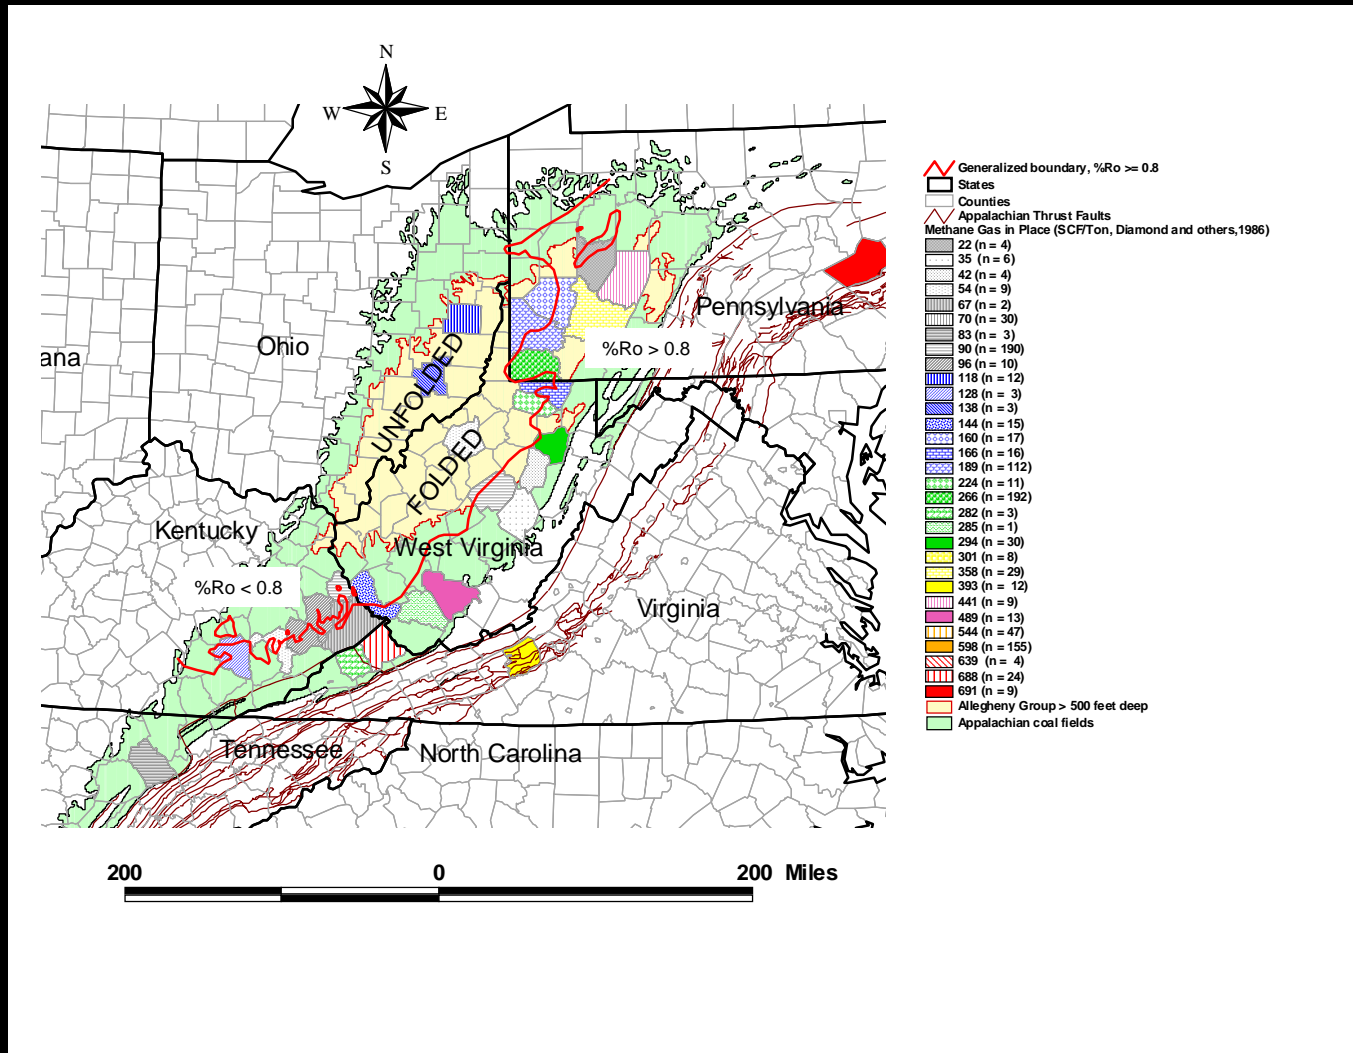 N
W E
S
ana
Ohio
Pennsylvania
%Ro > 0.8
UNFOLDED
FOLDED
Kentucky
West Virginia
%Ro < 0.8
Virginia
Tennessee
North Carolina
200 0 200 Miles
Generalized boundary, %Ro >= 0.8
States
Counties
Appalachian Thrust Faults
Methane Gas in Place (SCF/Ton, Diamond and others,1986)
22 (n = 4)
35 (n = 6)
42 (n = 4)
54 (n = 9)
67 (n = 2)
70 (n = 30)
83 (n = 3)
90 (n = 190)
96 (n = 10)
118 (n = 12)
128 (n = 3)
138 (n = 3)
144 (n = 15)
160 (n = 17)
166 (n = 16)
189 (n = 112)
224 (n = 11)
266 (n = 192)
282 (n = 3)
285 (n = 1)
294 (n = 30)
301 (n = 8)
358 (n = 29)
393 (n = 12)
441 (n = 9)
489 (n = 13)
544 (n = 47)
598 (n = 155)
639 (n = 4)
688 (n = 24)
691 (n = 9)
Allegheny Group > 500 feet deep
Appalachian coal fields